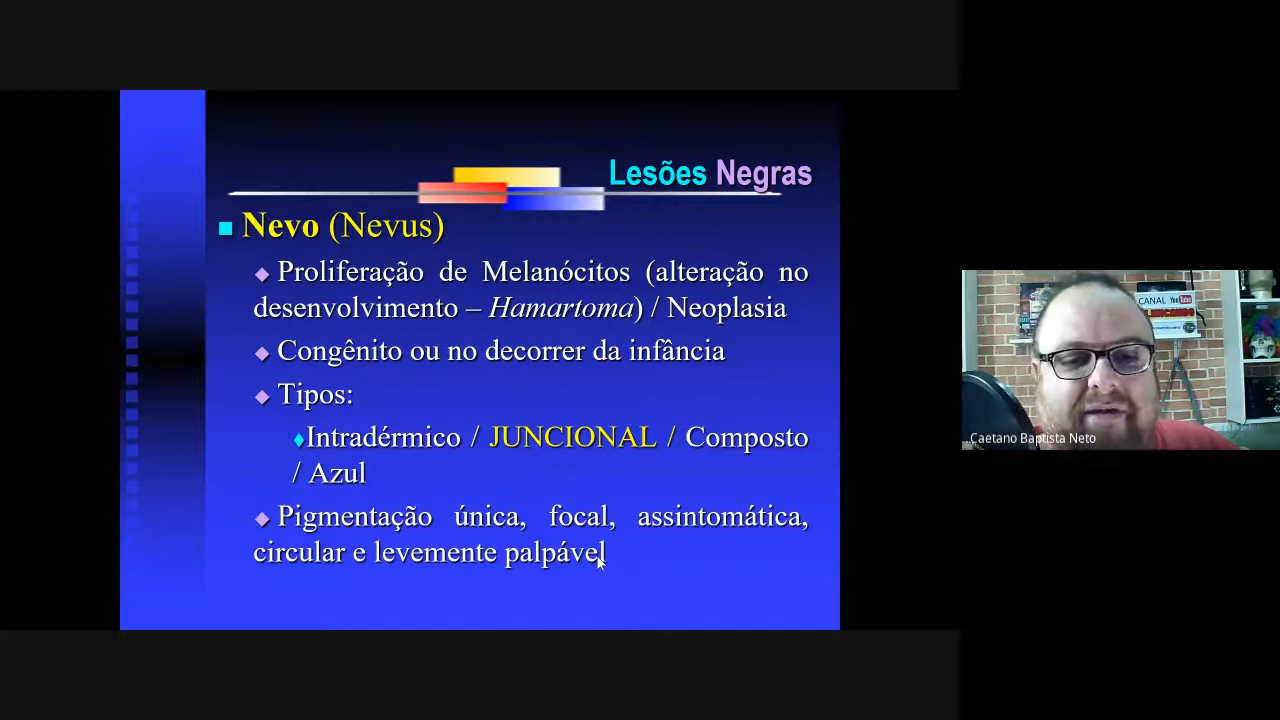 Lesões Negras
Nevo (Nevus)
Proliferação de Melanócitos (alteração no
desenvolvimento – Hamartoma) / Neoplasia
Congênito ou no decorrer da infância
Tipos:
Intradérmico / JUNCIONAL / Composto
/ Azul
Pigmentação única, focal, assintomática,
circular e levemente palpável
CANAL YouTube
Caetano Baptista Neto